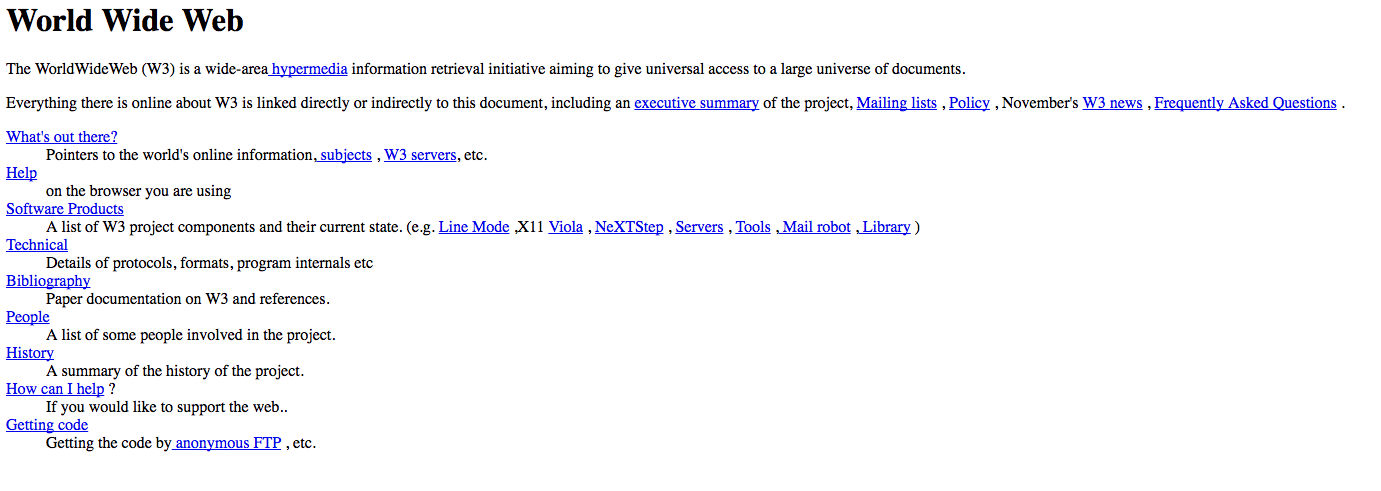 World Wide Web
The WorldWideWeb (W3) is a wide-area hypermedia information retrieval initiative aiming to give universal access to a large universe of documents.
Everything there is online about W3 is linked directly or indirectly to this document, including an executive summary of the project, Mailing lists , Policy , November's W3 news , Frequently Asked Questions .
What's out there?
Pointers to the world's online information, subjects , W3 servers, etc.
Help
on the browser you are using
Software Products
A list of W3 project components and their current state. (e.g. Line Mode ,X11 Viola , NeXTStep , Servers , Tools , Mail robot , Library )
Technical
Details of protocols, formats, program internals etc
Bibliography
Paper documentation on W3 and references.
People
A list of some people involved in the project.
History
A summary of the history of the project.
How can I help ?
If you would like to support the web..
Getting code
Getting the code by anonymous FTP , etc.